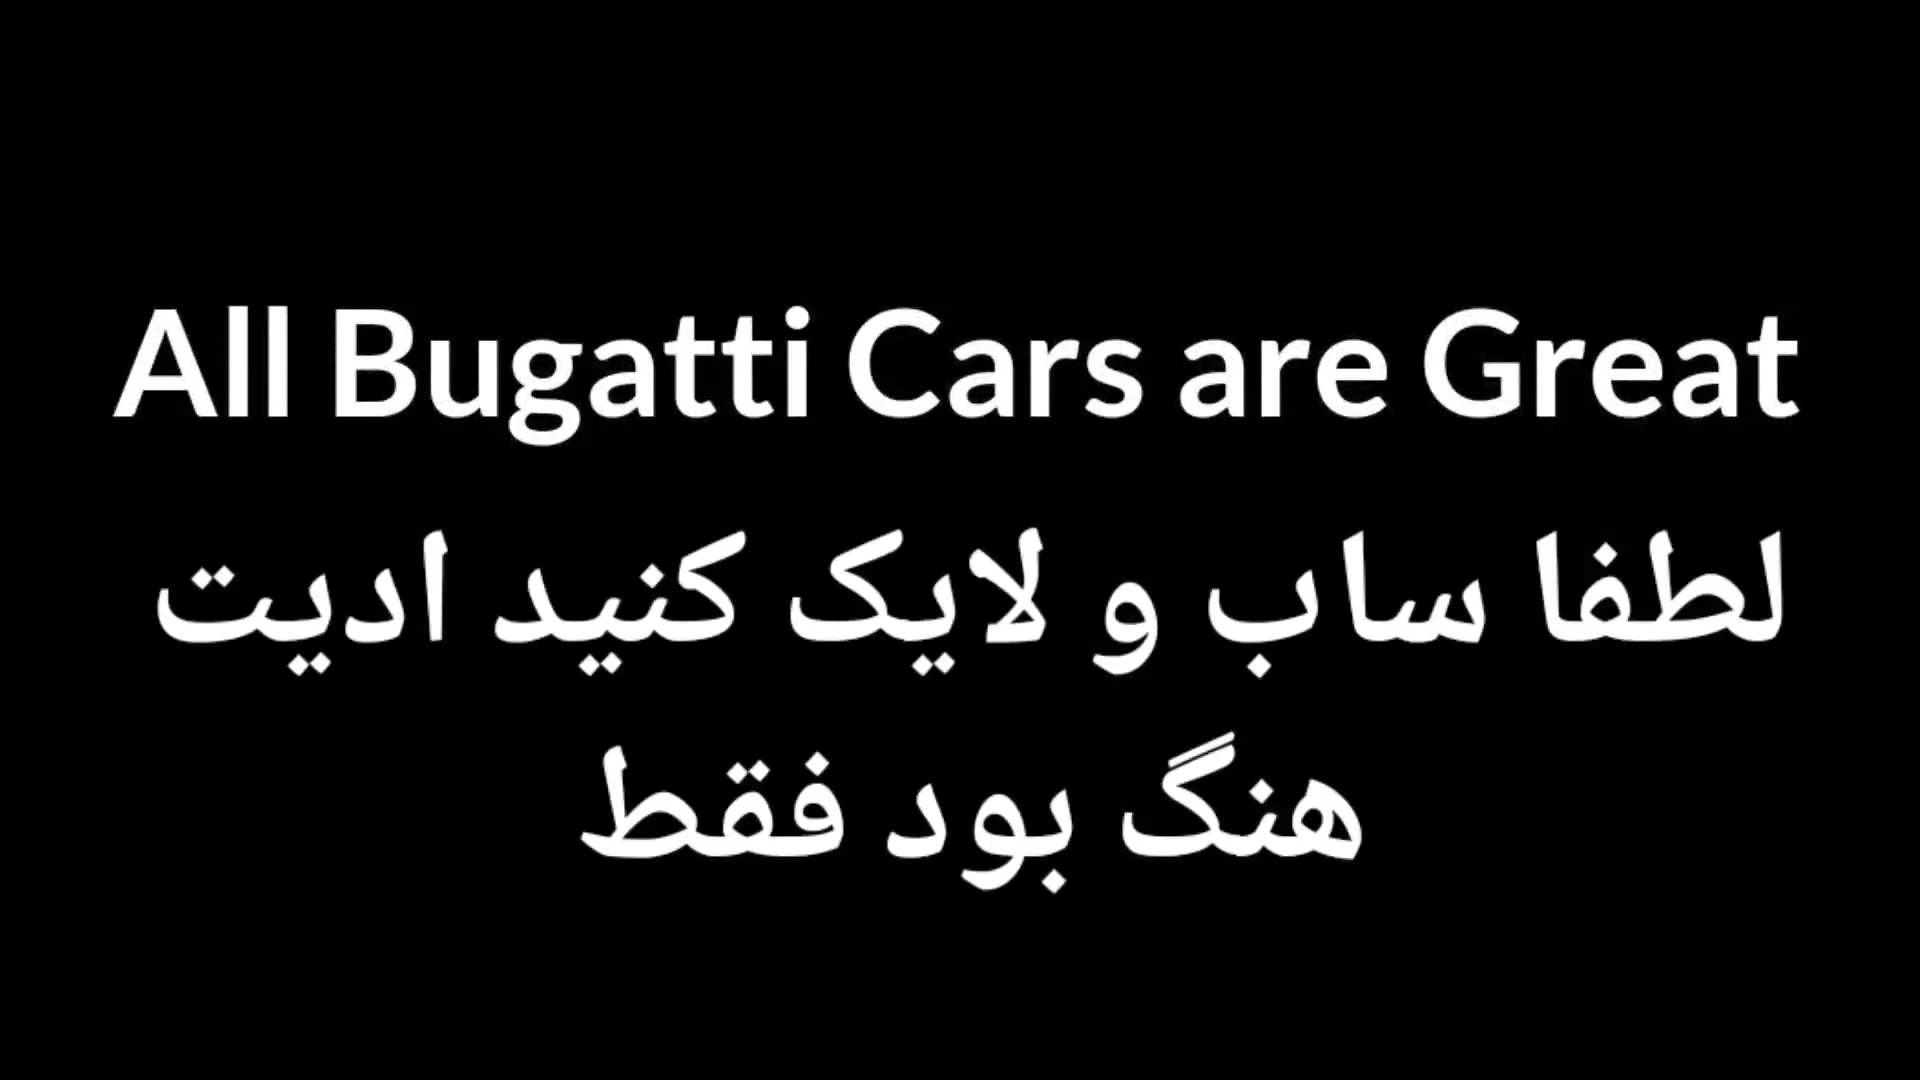 All Bugatti Cars are Great
لطفا ساب و لایک کنید ادیت
هنگ بود فقط